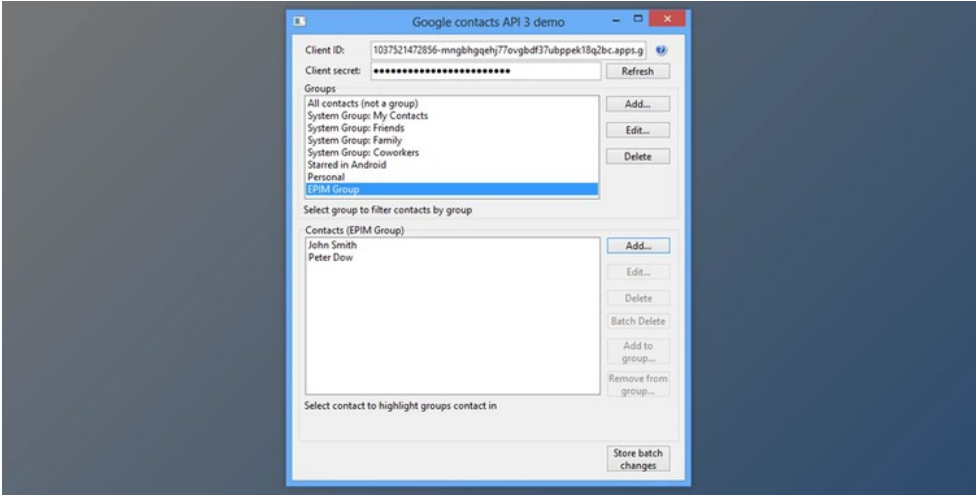 Google contacts API 3 demo
Client ID: 1037521472856-mngbhgqehj77ovgbdf37ubppek18q2bc.apps.g
Client secret: ●●●●●●●●●●●●●●●●●●●●●●●● Refresh
Groups
All contacts (not a group)
System Group: My Contacts
System Group: Friends
System Group: Family
System Group: Coworkers
Starred in Android
Personal
EPIM Group
Add...
Edit...
Delete
Select group to filter contacts by group
Contacts (EPIM Group)
John Smith
Peter Dow
Add...
Edit...
Delete
Batch Delete
Add to
group...
Remove from
group...
Select contact to highlight groups contact in
Store batch
changes